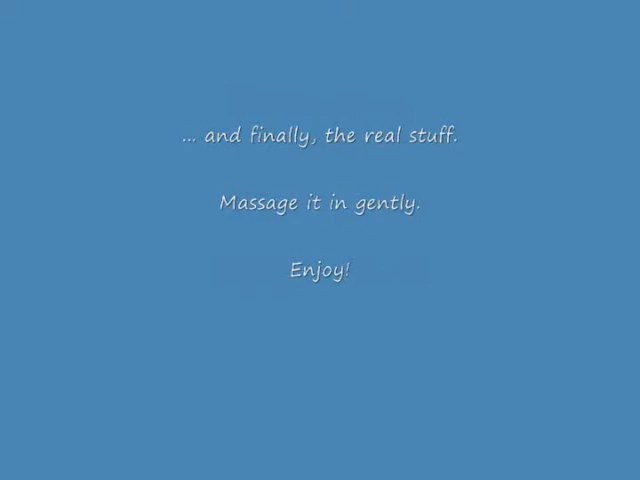 ... and finally, the real stuff.
Massage it in gently.
Enjoy!